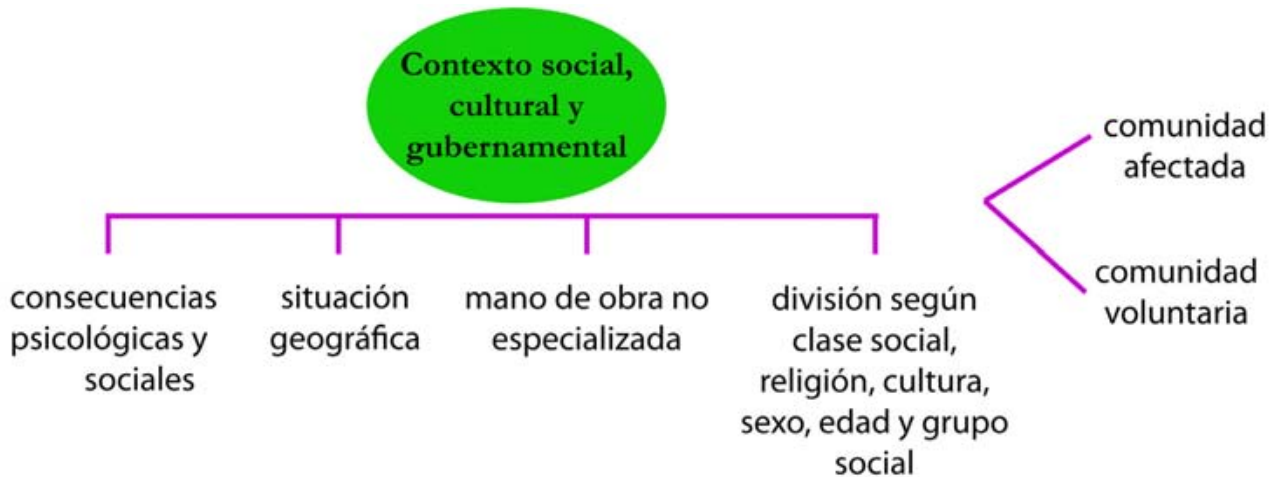 Contexto social,
cultural y
gubernamental
comunidad
afectada
comunidad
voluntaria
consecuencias
psicológicas y
sociales
situación
geográfica
mano de obra no
especializada
división según
clase social,
religión, cultura,
sexo, edad y grupo
social